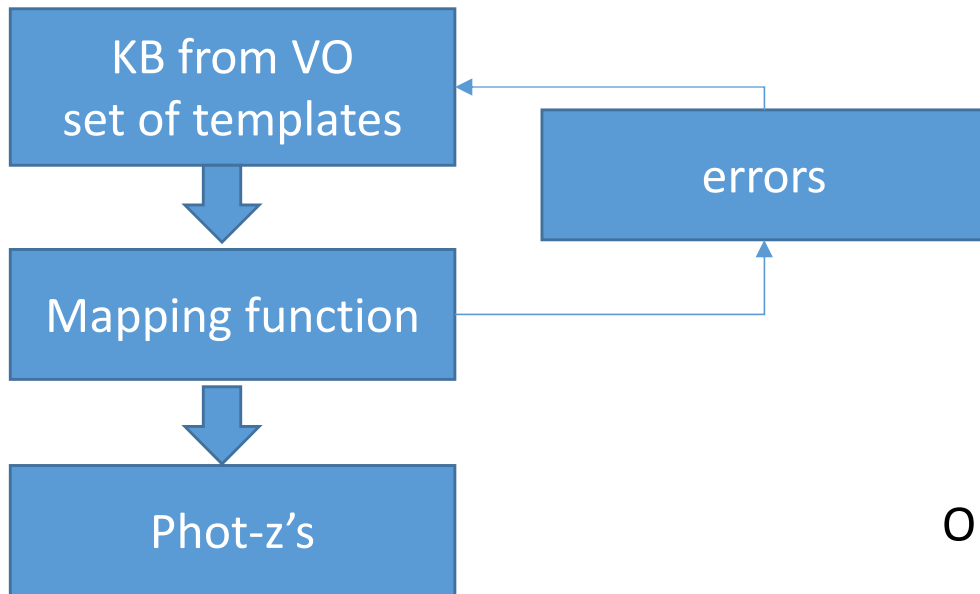 KB from VO
set of templates
errors
Mapping function
Phot-z’s
O